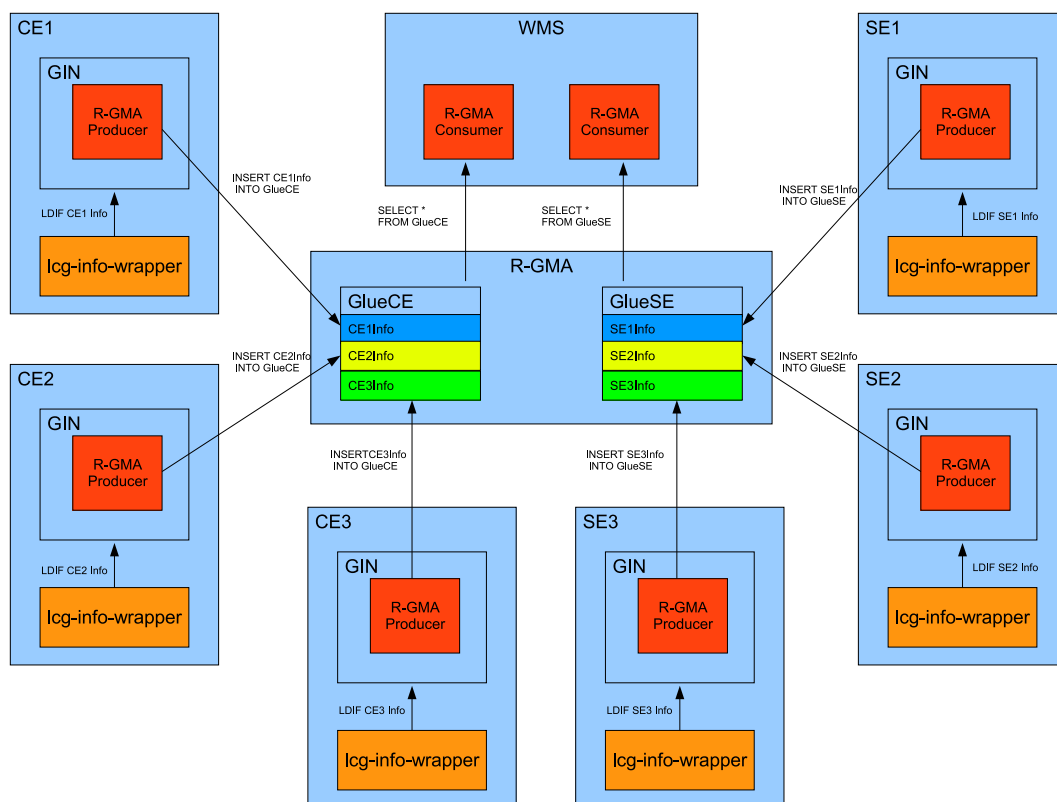 CE1
GIN
R-GMA
Producer
LDIF CE1 Info
lcg-info-wrapper
INSERT CE1Info
INTO GlueCE
WMS
R-GMA
Consumer
R-GMA
Consumer
SELECT *
FROM GlueCE
SELECT *
FROM GlueSE
SE1
GIN
R-GMA
Producer
LDIF SE1 Info
lcg-info-wrapper
INSERT SE1Info
INTO GlueSE
R-GMA
GlueCE
CE1Info
CE2Info
CE3Info
GlueSE
SE1Info
SE2Info
SE3Info
CE2
GIN
R-GMA
Producer
LDIF CE2 Info
lcg-info-wrapper
INSERT CE2Info
INTO GlueCE
INSERT SE2Info
INTO GlueSE
SE2
GIN
R-GMA
Producer
LDIF SE2 Info
lcg-info-wrapper
INSERTCE3Info
INTO GlueCE
CE3
GIN
R-GMA
Producer
LDIF CE3 Info
lcg-info-wrapper
INSERT SE3Info
INTO GlueSE
SE3
GIN
R-GMA
Producer
LDIF SE3 Info
lcg-info-wrapper